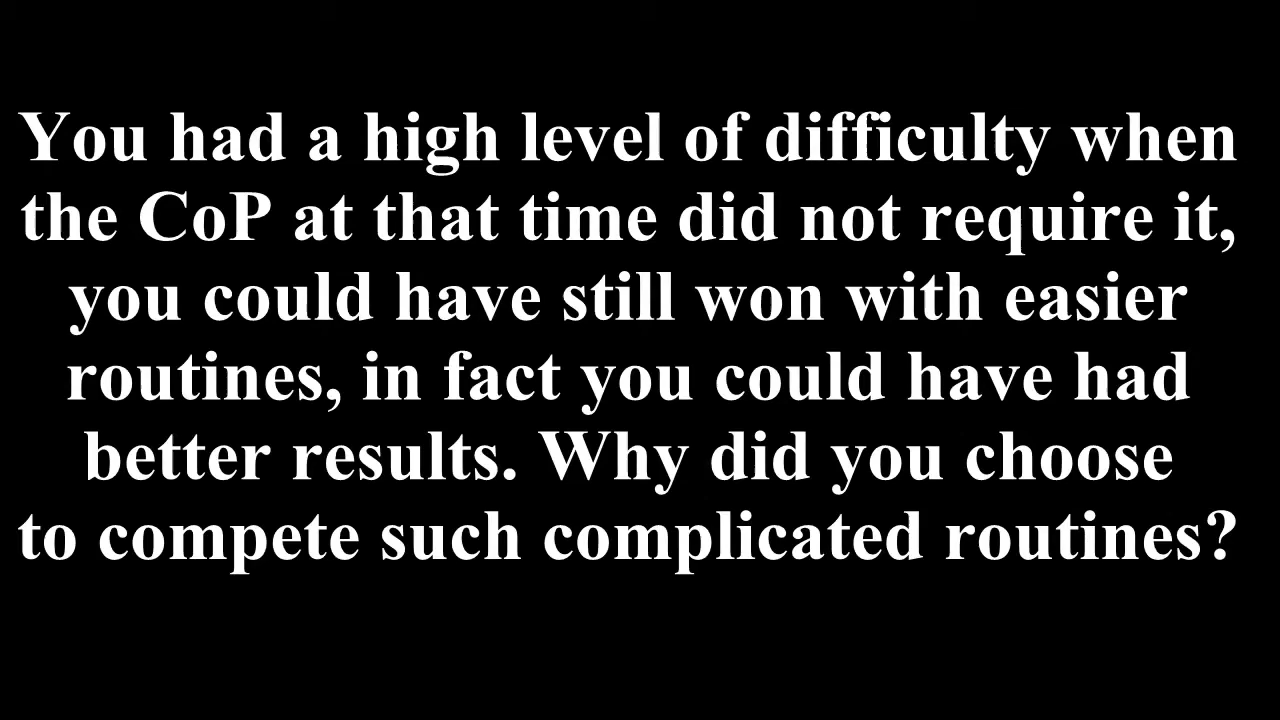 You had a high level of difficulty when
the CoP at that time did not require it,
you could have still won with easier
routines, in fact you could have had
better results. Why did you choose
to compete such complicated routines?